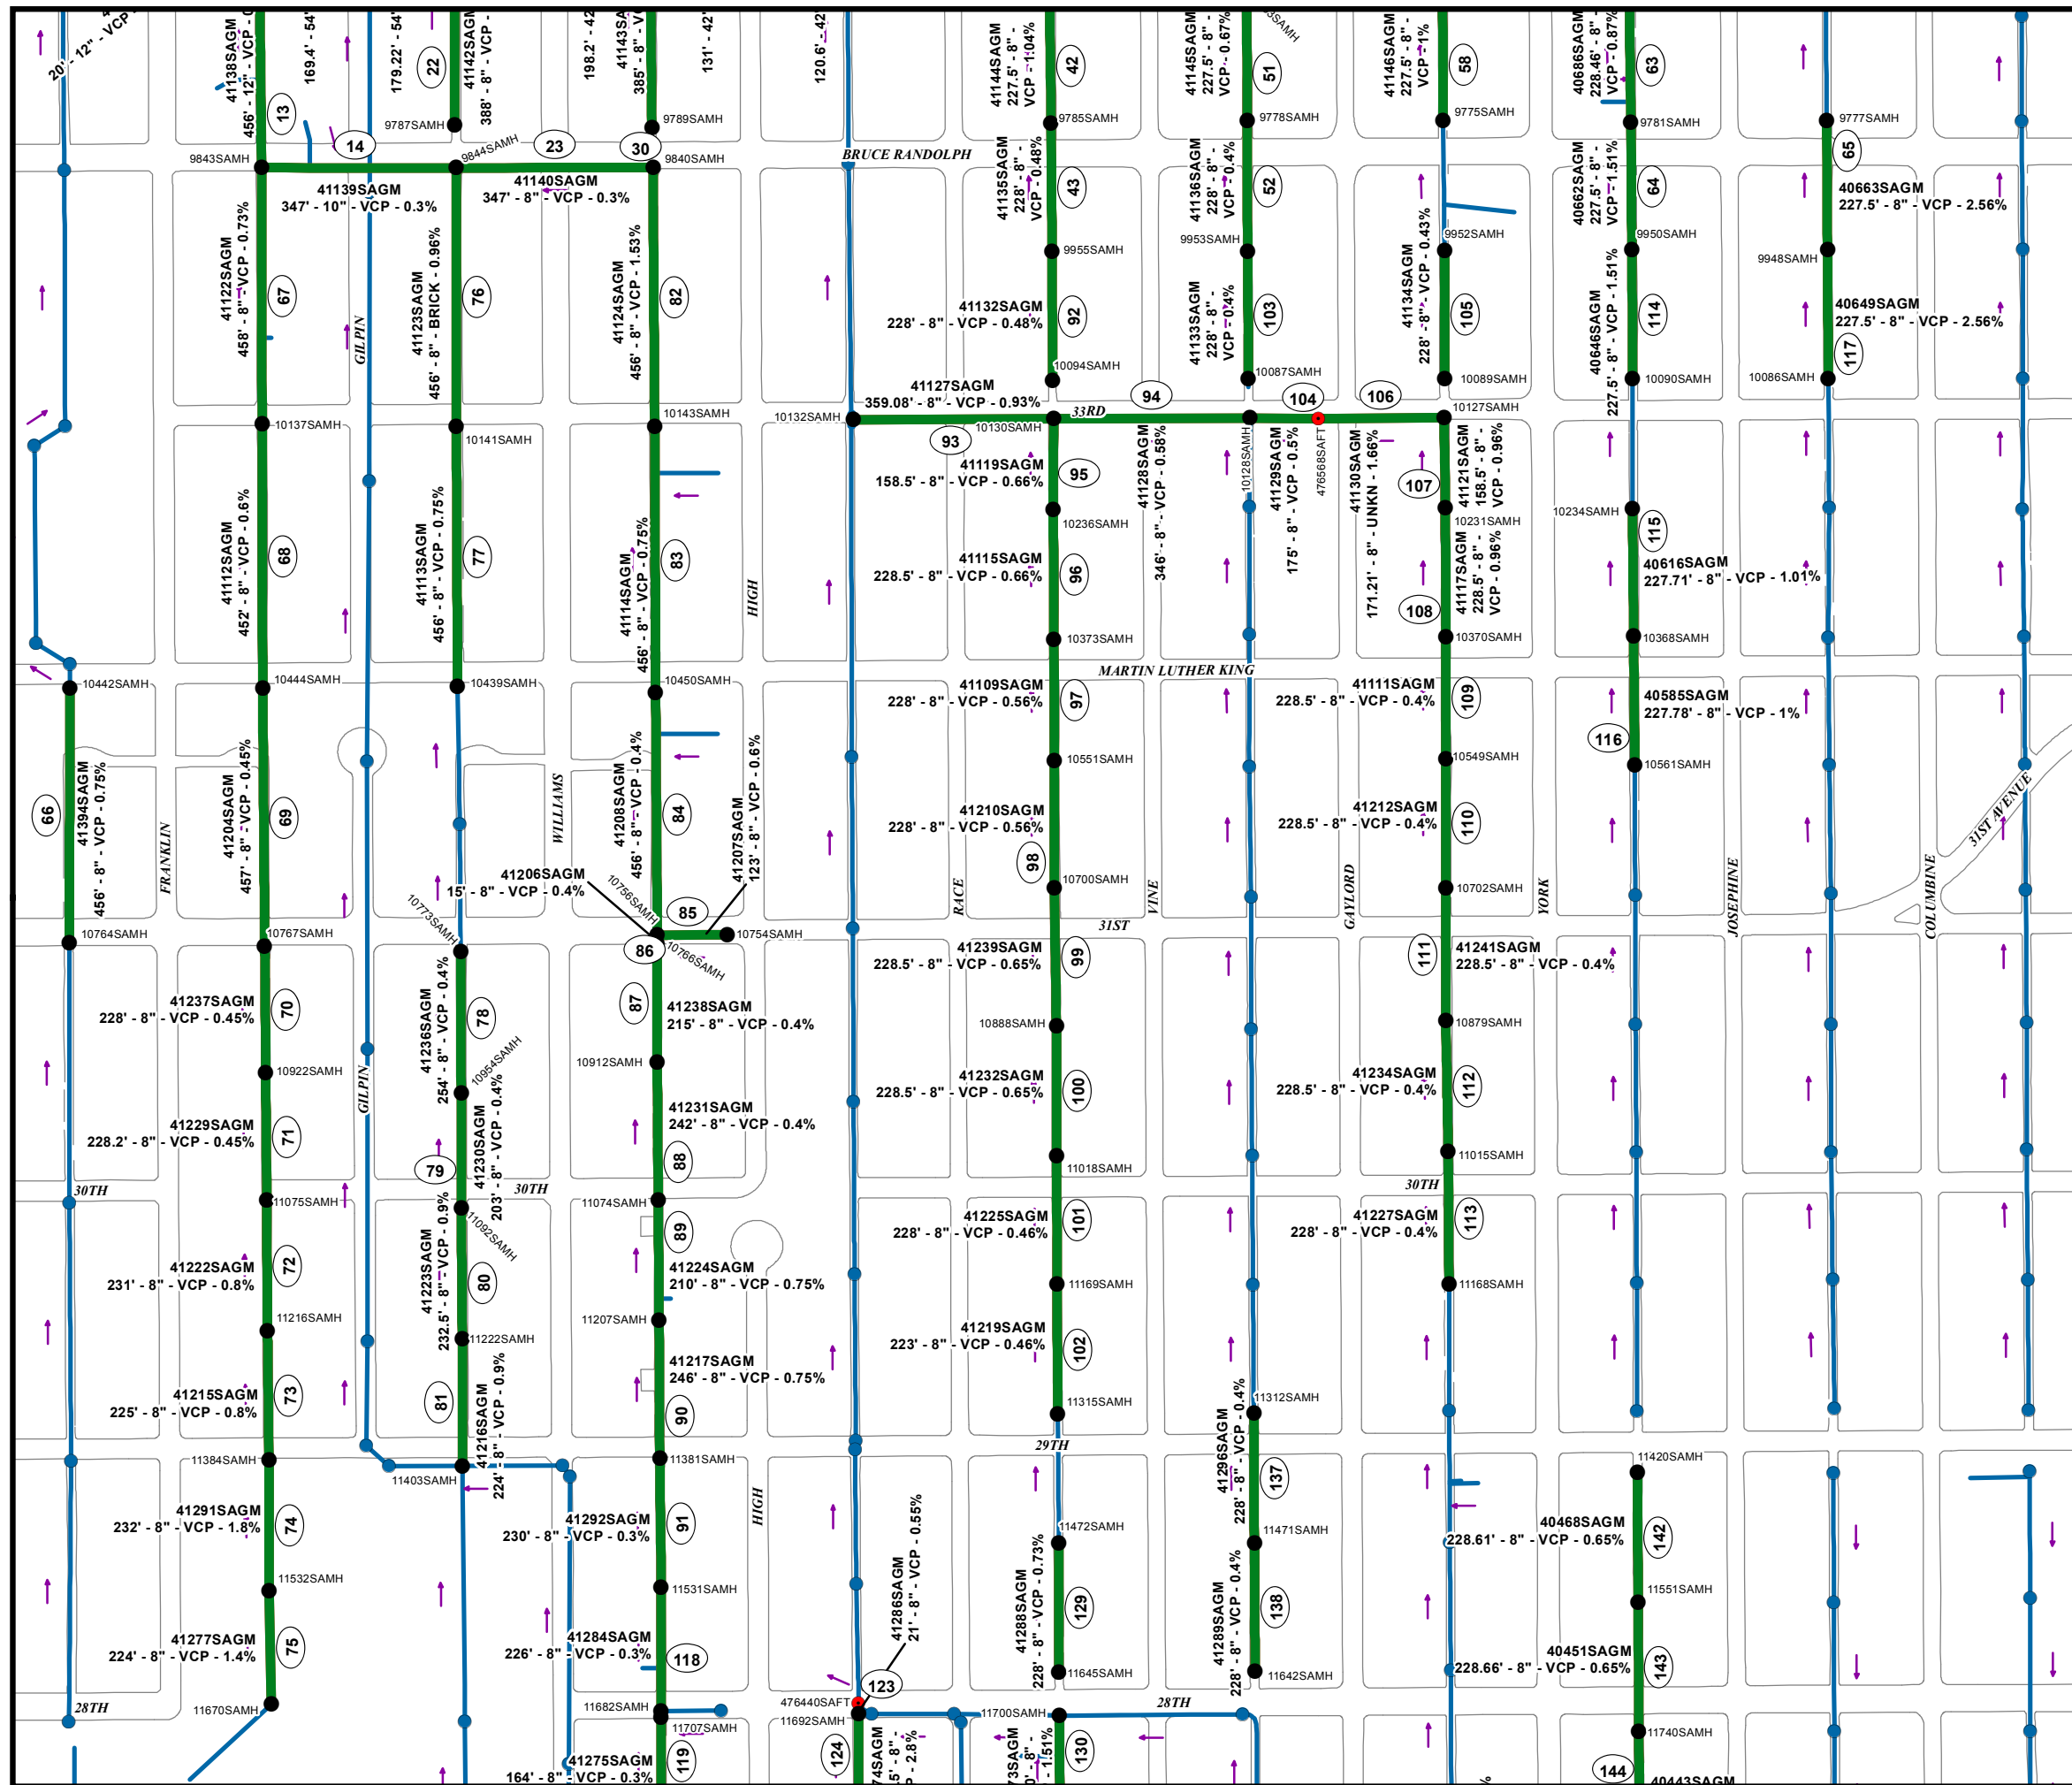 20' - 12" - VCP
41138SAGM
456' - 12" - VCP
13
169.4' - 54"
179.22' - 54"
22
41142SAGM
388' - 8" - VCP -
198.2' - 42"
41143SAGM
385' - 8" - VCP
131' - 42"
120.6' - 42"
41144SAGM
227.5' - 8" -
VCP - 1.04%
42
41145SAGM
227.5' - 8" -
VCP - 0.67%
51
41146SAGM
227.5' - 8" -
VCP - 1%
58
40686SAGM
228.46' - 8" -
VCP - 0.87%
63
9787SAMH
9789SAMH
9785SAMH
9778SAMH
9775SAMH
9781SAMH
9777SAMH
14
23
30
65
9843SAMH
9844SAMH
9840SAMH
BRUCE RANDOLPH
41139SAGM
347' - 10" - VCP - 0.3%
41140SAGM
347' - 8" - VCP - 0.3%
41135SAGM
228' - 8" -
VCP - 0.48%
43
41136SAGM
228' - 8" -
VCP - 0.4%
52
40662SAGM
227.5' - 8" -
VCP - 1.51%
64
40663SAGM
227.5' - 8" - VCP - 2.56%
9955SAMH
9953SAMH
9952SAMH
9950SAMH
9948SAMH
41122SAGM
458' - 8" - VCP - 0.73%
67
GILPIN
41123SAGM
456' - 8" - BRICK - 0.96%
76
41124SAGM
456' - 8" - VCP - 1.53%
82
41132SAGM
228' - 8" - VCP - 0.48%
92
41133SAGM
228' - 8" -
VCP - 0.4%
103
41134SAGM
228' - 8" - VCP - 0.43%
105
40646SAGM
227.5' - 8" - VCP - 1.51%
114
40649SAGM
227.5' - 8" - VCP - 2.56%
117
10094SAMH
10087SAMH
10089SAMH
10090SAMH
10086SAMH
41127SAGM
359.08' - 8" - VCP - 0.93%
94
104
106
10137SAMH
10141SAMH
10143SAMH
10132SAMH
93
10130SAMH
33RD
10128SAMH
476568SAFT
10127SAMH
41119SAGM
158.5' - 8" - VCP - 0.66%
95
41128SAGM
346' - 8" - VCP - 0.58%
41129SAGM
175' - 8" - VCP - 0.5%
41130SAGM
171.21' - 8" - UNKN - 1.66%
107
41121SAGM
158.5' - 8" -
VCP - 0.96%
10236SAMH
10231SAMH
10234SAMH
115
41112SAGM
452' - 8" - VCP - 0.6%
68
41113SAGM
456' - 8" - VCP - 0.75%
77
41114SAGM
456' - 8" - VCP - 0.75%
83
HIGH
41115SAGM
228.5' - 8" - VCP - 0.66%
96
108
41117SAGM
228.5' - 8" -
VCP - 0.96%
40616SAGM
227.71' - 8" - VCP - 1.01%
10373SAMH
10370SAMH
10368SAMH
MARTIN LUTHER KING
10442SAMH
10444SAMH
10439SAMH
10450SAMH
41109SAGM
228' - 8" - VCP - 0.56%
97
41111SAGM
228.5' - 8" - VCP - 0.4%
109
40585SAGM
227.78' - 8" - VCP - 1%
116
10551SAMH
10549SAMH
10561SAMH
66
41394SAGM
456' - 8" - VCP - 0.75%
FRANKLIN
41204SAGM
457' - 8" - VCP - 0.45%
69
WILLIAMS
41208SAGM
456' - 8" - VCP - 0.4%
84
41207SAGM
123' - 8" - VCP - 0.6%
41210SAGM
228' - 8" - VCP - 0.56%
98
41212SAGM
228.5' - 8" - VCP - 0.4%
110
31ST AVENUE
41206SAGM
15' - 8" - VCP - 0.4%
RACE
10700SAMH
VINE
GAYLORD
10702SAMH
YORK
JOSEPHINE
COLUMBINE
10764SAMH
10767SAMH
10773SAMH
10756SAMH
85
86
10766SAMH
10754SAMH
31ST
41237SAGM
228' - 8" - VCP - 0.45%
70
41236SAGM
254' - 8" - VCP - 0.4%
78
87
41238SAGM
215' - 8" - VCP - 0.4%
41239SAGM
228.5' - 8" - VCP - 0.65%
99
111
41241SAGM
228.5' - 8" - VCP - 0.4%
10922SAMH
10954SAMH
10912SAMH
10888SAMH
10879SAMH
GILPIN
41229SAGM
228.2' - 8" - VCP - 0.45%
71
79
41230SAGM
203' - 8" - VCP - 0.4%
41231SAGM
242' - 8" - VCP - 0.4%
88
41232SAGM
228.5' - 8" - VCP - 0.65%
100
41234SAGM
228.5' - 8" - VCP - 0.4%
112
11018SAMH
11015SAMH
30TH
30TH
30TH
11075SAMH
11092SAMH
11074SAMH
41222SAGM
231' - 8" - VCP - 0.8%
72
41223SAGM
232.5' - 8" - VCP - 0.9%
80
89
41224SAGM
210' - 8" - VCP - 0.75%
41225SAGM
228' - 8" - VCP - 0.46%
101
41227SAGM
228' - 8" - VCP - 0.4%
113
11169SAMH
11168SAMH
11216SAMH
11222SAMH
11207SAMH
41215SAGM
225' - 8" - VCP - 0.8%
73
81
41216SAGM
224' - 8" - VCP - 0.9%
41217SAGM
246' - 8" - VCP - 0.75%
90
41219SAGM
223' - 8" - VCP - 0.46%
102
11315SAMH
11312SAMH
29TH
11384SAMH
11403SAMH
11381SAMH
11420SAMH
41291SAGM
232' - 8" - VCP - 1.8%
74
41292SAGM
230' - 8" - VCP - 0.3%
91
HIGH
41296SAGM
228' - 8" - VCP - 0.4%
137
40468SAGM
228.61' - 8" - VCP - 0.65%
142
11472SAMH
11471SAMH
11532SAMH
11531SAMH
11551SAMH
41277SAGM
224' - 8" - VCP - 1.4%
75
41284SAGM
226' - 8" - VCP - 0.3%
118
41286SAGM
21' - 8" - VCP - 0.55%
123
41288SAGM
228' - 8" - VCP - 0.73%
129
41289SAGM
228' - 8" - VCP - 0.4%
138
40451SAGM
228.66' - 8" - VCP - 0.65%
143
11645SAMH
11642SAMH
28TH
11670SAMH
11682SAMH
11707SAMH
476440SAFT
11692SAMH
11700SAMH
28TH
11740SAMH
41275SAGM
164' - 8" - VCP - 0.3%
119
124
130
144
40443SAGM